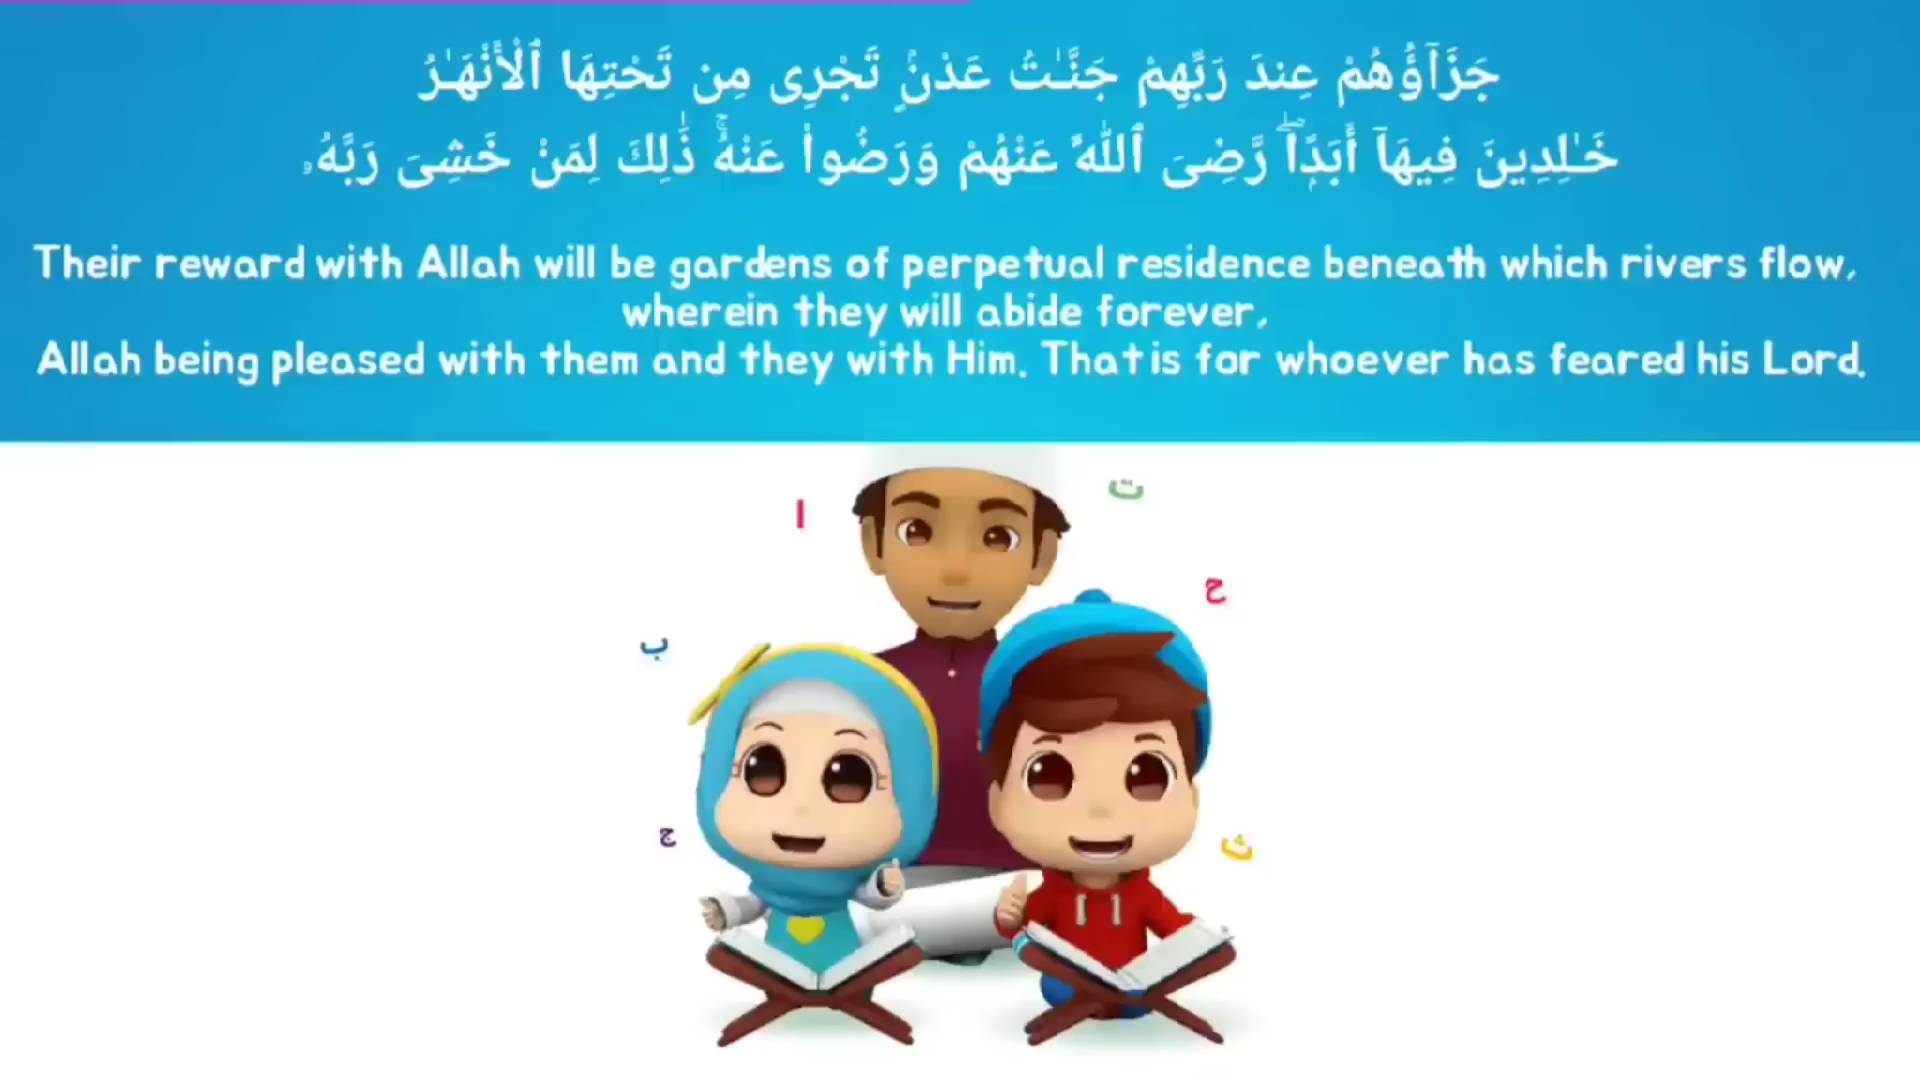 جَزَآؤُهُمْ عِندَ رَبِّهِمْ جَنَّـٰتُ عَدْنٍۢ تَجْرِى مِن تَحْتِهَا ٱلْأَنْهَـٰرُ
خَـٰلِدِينَ فِيهَآ أَبَدًۭا ۖ رَّضِىَ ٱللَّهُ عَنْهُمْ وَرَضُوا۟ عَنْهُ ۚ ذَٰلِكَ لِمَنْ خَشِىَ رَبَّهُۥ
Their reward with Allah will be gardens of perpetual residence beneath which rivers flow,
wherein they will abide forever,
Allah being pleased with them and they with Him. That is for whoever has feared his Lord.
ا
ت
ح
ب
ج
ث